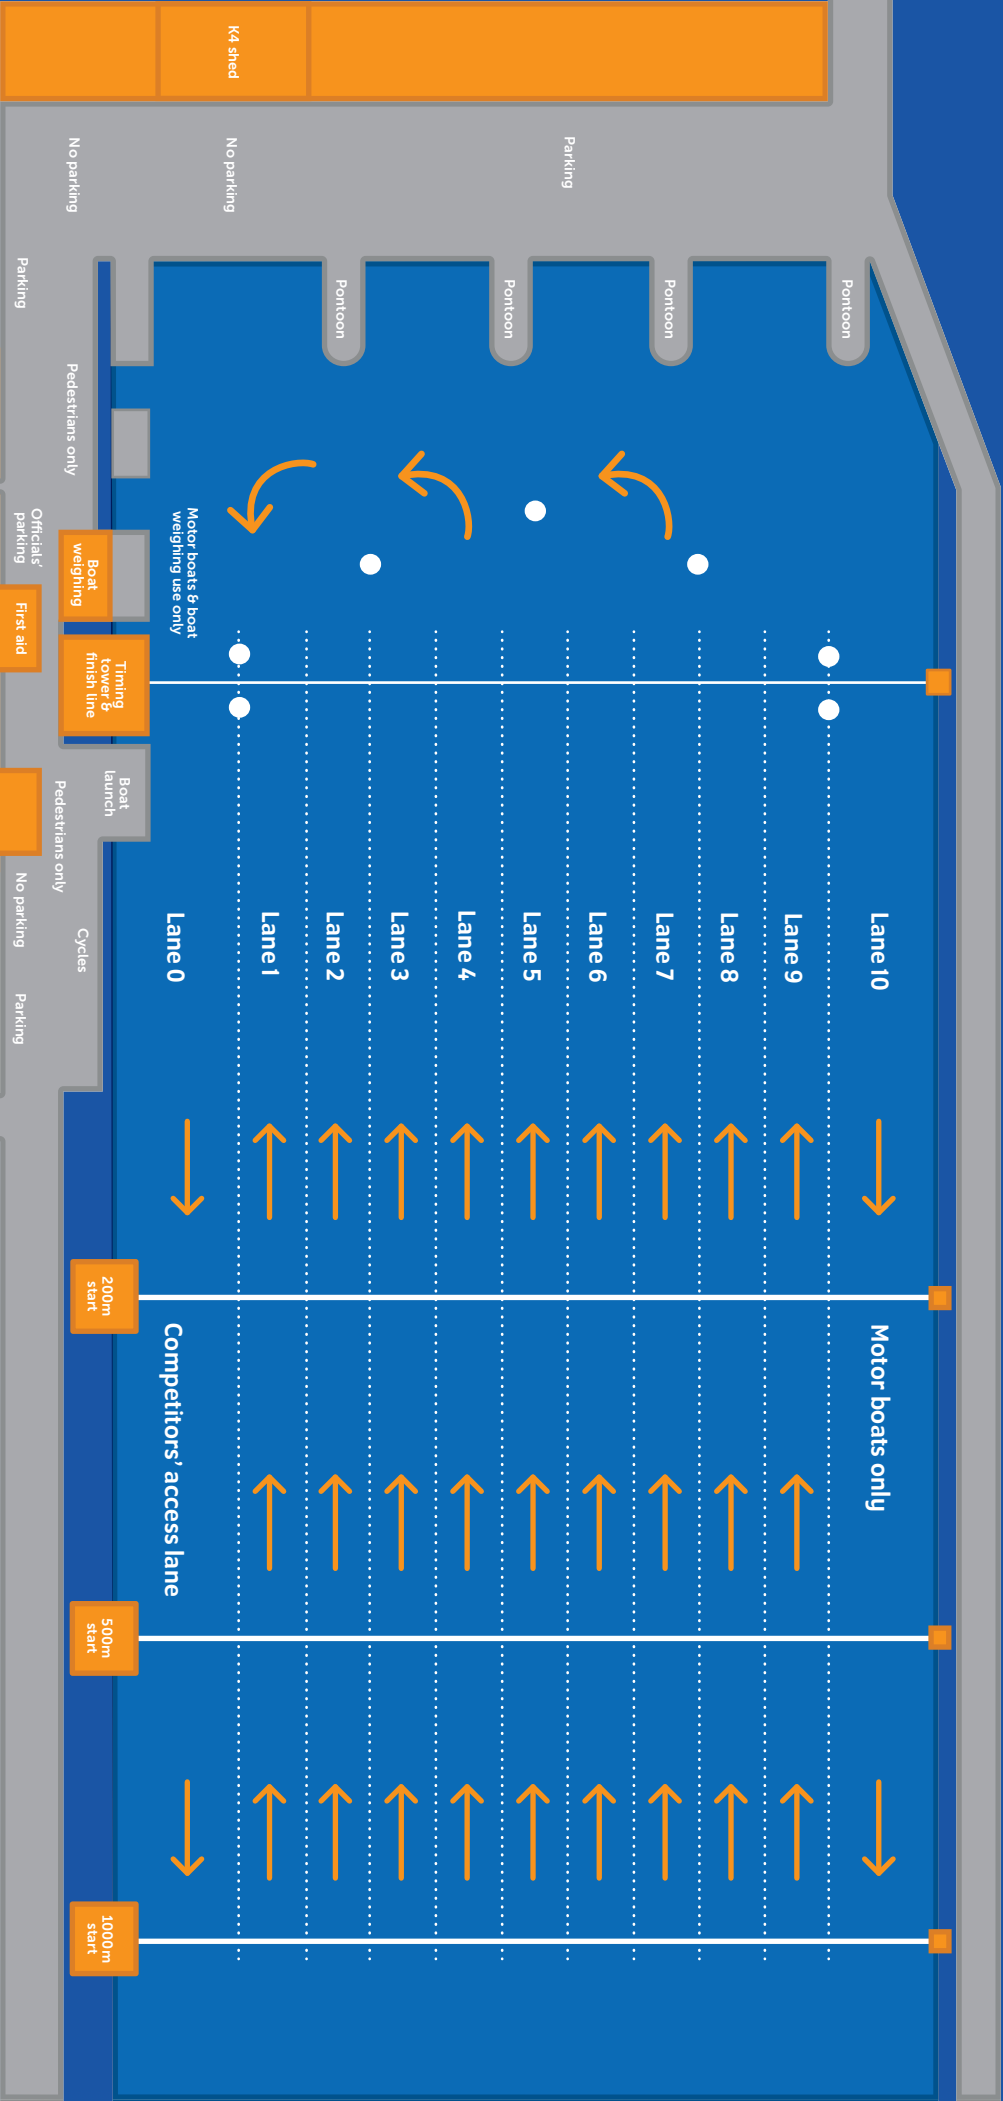 K4 shed
No parking
No parking
Parking
Parking
Pontoon
Pontoon
Pontoon
Pontoon
Pedestrians only
Officials'
parking
Boat
weighing
Motor boats & boat
weighing use only
First aid
Timing
tower &
finish line
Boat
launch
Pedestrians only
No parking
Cycles
Parking
Lane 0
Lane 1
Lane 2
Lane 3
Lane 4
Lane 5
Lane 6
Lane 7
Lane 8
Lane 9
Lane 10
200m
start
Competitors' access lane
Motor boats only
500m
start
1000m
start